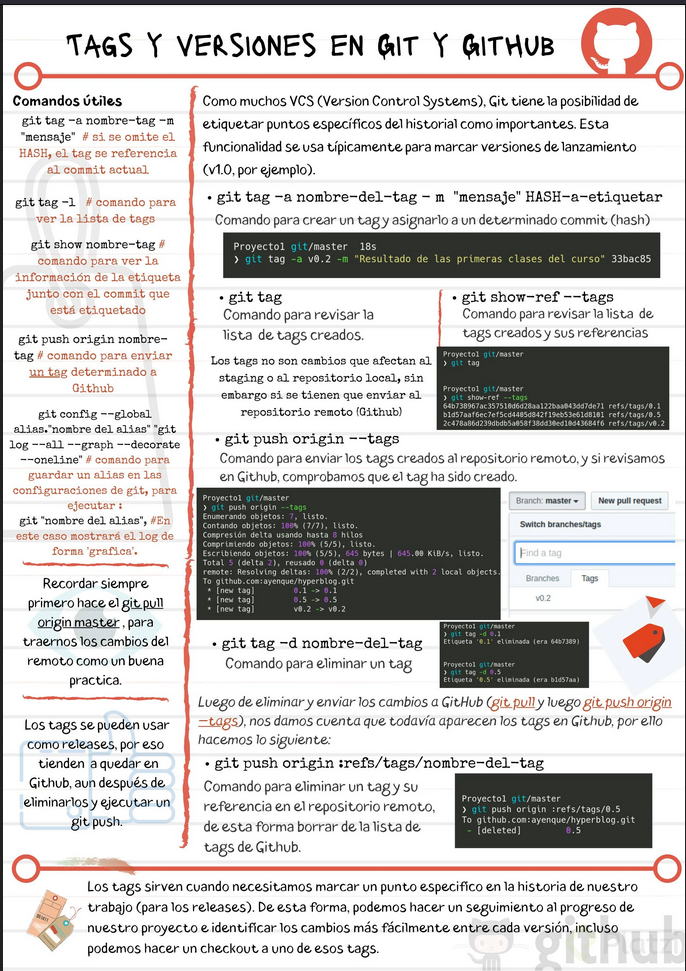 TAGS Y VERSIONES EN GIT Y GITHUB
Comandos útiles
git tag -a nombre-tag -m
"mensaje" # si se omite el
HASH, el tag se referencia
al commit actual
git tag -l # comando para
ver la lista de tags
git show nombre-tag #
comando para ver la
información de la etiqueta
junto con el commit que
está etiquetado
git push origin nombre-
tag # comando para enviar
un tag determinado a
Github
git config --global
alias."nombre del alias" "git
log --all --graph --decorate
--oneline" # comando para
guardar un alias en las
configuraciones de git, para
ejecutar :
git "nombre del alias", #En
este caso mostrará el log de
forma 'grafica'.
Recordar siempre
primero hace el git pull
origin master , para
traernos los cambios del
remoto como un buena
practica.
Los tags se pueden usar
como releases, por eso
tienden a quedar en
Github, aun después de
eliminarlos y ejecutar un
git push.
Como muchos VCS (Version Control Systems), Git tiene la posibilidad de
etiquetar puntos específicos del historial como importantes. Esta
funcionalidad se usa típicamente para marcar versiones de lanzamiento
(v1.0, por ejemplo).
• git tag -a nombre-del-tag - m "mensaje" HASH-a-etiquetar
Comando para crear un tag y asignarlo a un determinado commit (hash)
Proyecto1 git/master 18s
❯ git tag -a v0.2 -m "Resultado de las primeras clases del curso" 33bac85
• git tag
Comando para revisar la
lista de tags creados.
• git show-ref --tags
Comando para revisar la lista de
tags creados y sus referencias
Los tags no son cambios que afectan al
staging o al repositorio local, sin
embargo si se tienen que enviar al
repositorio remoto (Github)
Proyecto1 git/master
❯ git tag
Proyecto1 git/master
❯ git show-ref --tags
64b738967ac357510d6d28aa122baa043dd7de71 refs/tags/0.1
b1d57aaf6ec7ef5cd4405d842f19eb53e61d8101 refs/tags/0.5
2c478a86d239dbdb5a058f38dd30ed10d43684f6 refs/tags/v0.2
• git push origin --tags
Comando para enviar los tags creados al repositorio remoto, y si revisamos
en Github, comprobamos que el tag ha sido creado.
Proyecto1 git/master
❯ git push origin --tags
Enumerando objetos: 7, listo.
Contando objetos: 100% (7/7), listo.
Compresión delta usando hasta 8 hilos
Comprimiendo objetos: 100% (5/5), listo.
Escribiendo objetos: 100% (5/5), 645 bytes | 645.00 KiB/s, listo.
Total 5 (delta 2), reusado 0 (delta 0)
remote: Resolving deltas: 100% (2/2), completed with 2 local objects.
To github.com:ayenque/hyperblog.git
* [new tag] 0.1 -> 0.1
* [new tag] 0.5 -> 0.5
* [new tag] v0.2 -> v0.2
Branch: master New pull request
Switch branches/tags
Find a tag
Branches Tags
v0.2
• git tag -d nombre-del-tag
Comando para eliminar un tag
Proyecto1 git/master
❯ git tag -d 0.1
Etiqueta '0.1' eliminada (era 64b7389)
Proyecto1 git/master
❯ git tag -d 0.5
Etiqueta '0.5' eliminada (era b1d57aa)
Luego de eliminar y enviar los cambios a GitHub (git pull y luego git push origin
—tags), nos damos cuenta que todavía aparecen los tags en Github, por ello
hacemos lo siguiente:
• git push origin :refs/tags/nombre-del-tag
Comando para eliminar un tag y su
referencia en el repositorio remoto,
de esta forma borrar de la lista de
tags de Github.
Proyecto1 git/master
❯ git push origin :refs/tags/0.5
To github.com:ayenque/hyperblog.git
- [deleted] 0.5
Los tags sirven cuando necesitamos marcar un punto especifico en la historia de nuestro
trabajo (para los releases). De esta forma, podemos hacer un seguimiento al progreso de
nuestro proyecto e identificar los cambios más fácilmente entre cada versión, incluso
podemos hacer un checkout a uno de esos tags.
github